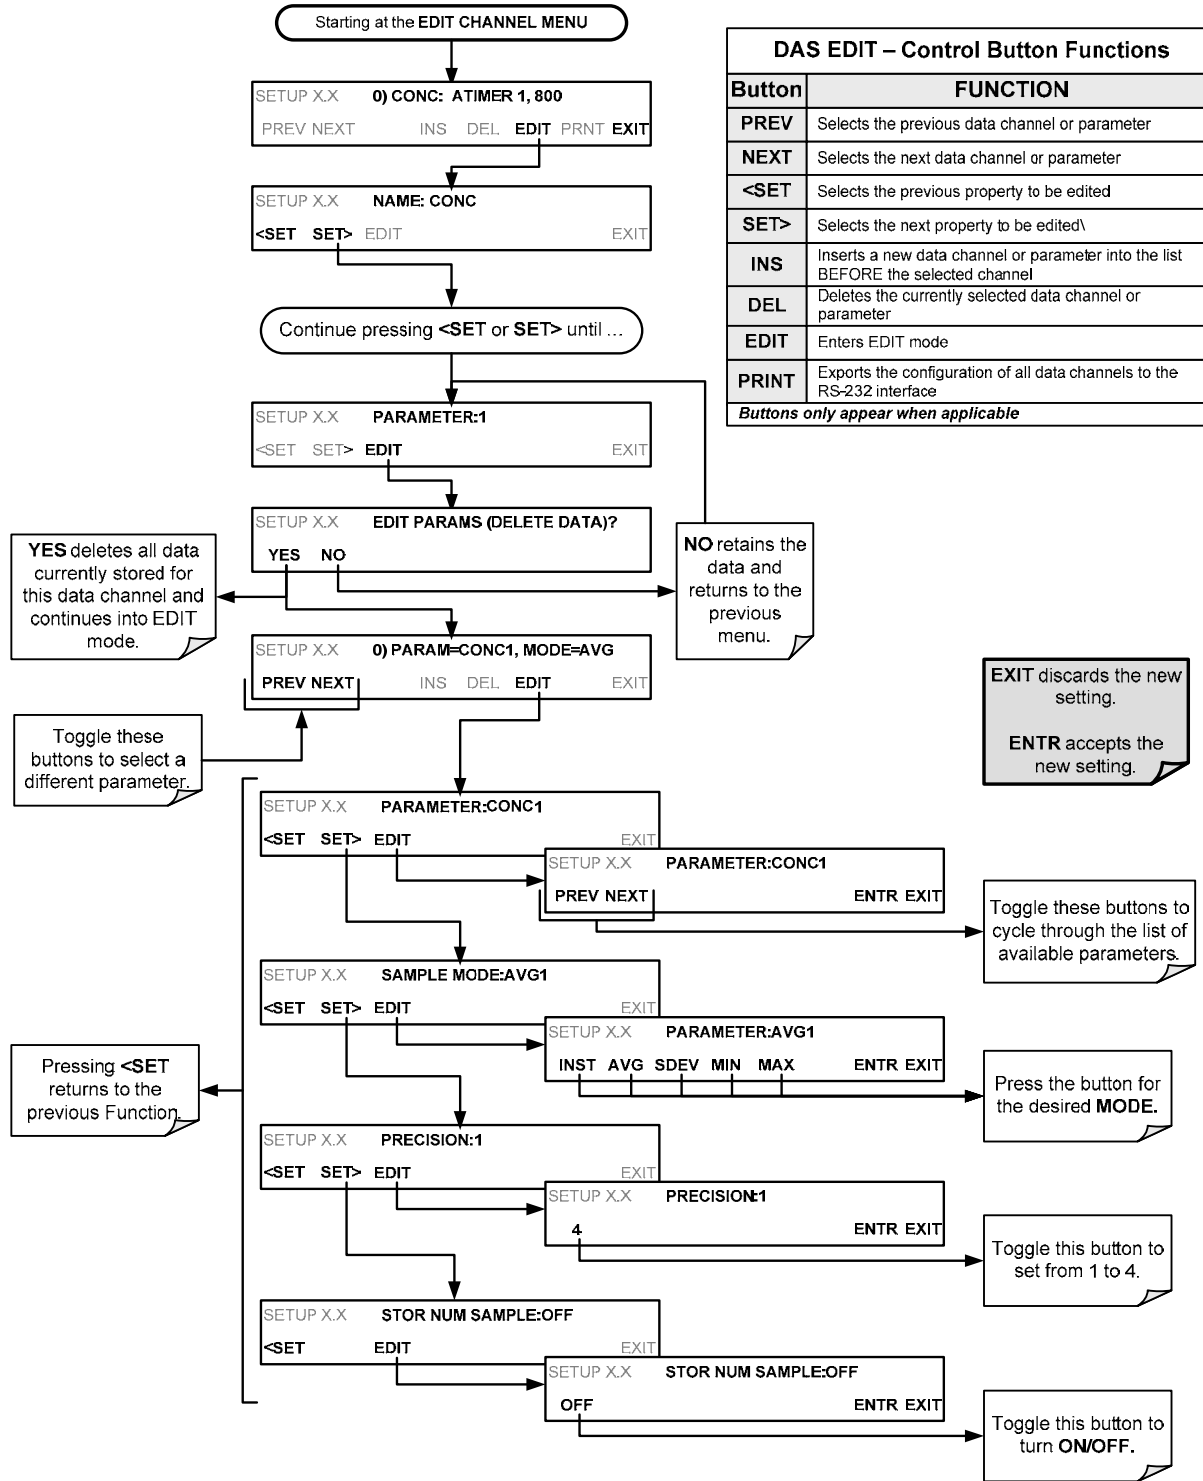 Starting at the EDIT CHANNEL MENU
SETUP X.X 0) CONC: ATIMER 1, 800
PREV NEXT INS DEL EDIT PRNT EXIT
SETUP X.X NAME: CONC
<SET SET> EDIT EXIT
Continue pressing <SET or SET> until ...
SETUP X.X PARAMETER:1
<SET SET> EDIT EXIT
SETUP X.X EDIT PARAMS (DELETE DATA)?
YES NO
YES deletes all data
currently stored for
this data channel and
continues into EDIT
mode.
NO retains the
data and
returns to the
previous
menu.
SETUP X.X 0) PARAM=CONC1, MODE=AVG
PREV NEXT INS DEL EDIT EXIT
Toggle these
buttons to select a
different parameter.
DAS EDIT – Control Button Functions
Button FUNCTION
PREV Selects the previous data channel or parameter
NEXT Selects the next data channel or parameter
<SET Selects the previous property to be edited
SET> Selects the next property to be edited\
INS Inserts a new data channel or parameter into the list
BEFORE the selected channel
DEL Deletes the currently selected data channel or
parameter
EDIT Enters EDIT mode
PRINT Exports the configuration of all data channels to the
RS-232 interface
Buttons only appear when applicable
EXIT discards the new
setting.
ENTR accepts the
new setting.
SETUP X.X PARAMETER:CONC1
<SET SET> EDIT EXIT
SETUP X.X PARAMETER:CONC1
PREV NEXT ENTR EXIT
Toggle these buttons to
cycle through the list of
available parameters.
SETUP X.X SAMPLE MODE:AVG1
<SET SET> EDIT EXIT
SETUP X.X PARAMETER:AVG1
INST AVG SDEV MIN MAX ENTR EXIT
Press the button for
the desired MODE.
Pressing <SET
returns to the
previous Function.
SETUP X.X PRECISION:1
<SET SET> EDIT EXIT
SETUP X.X PRECISION:1
4 ENTR EXIT
Toggle this button to
set from 1 to 4.
SETUP X.X STOR NUM SAMPLE:OFF
<SET EDIT EXIT
SETUP X.X STOR NUM SAMPLE:OFF
OFF ENTR EXIT
Toggle this button to
turn ON/OFF.